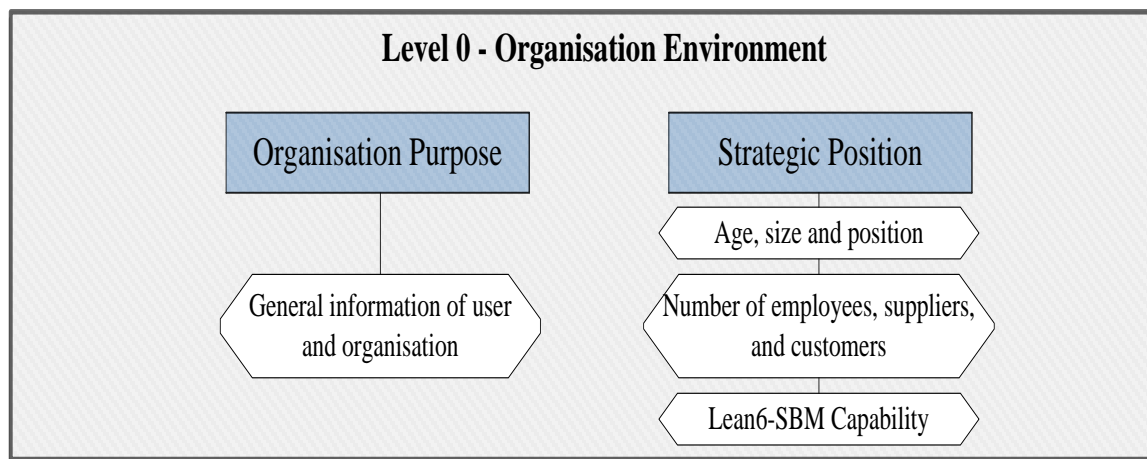 Level 0 - Organisation Environment
Organisation Purpose
General information of user
and organisation
Strategic Position
Age, size and position
Number of employees, suppliers,
and customers
Lean6-SBM Capability